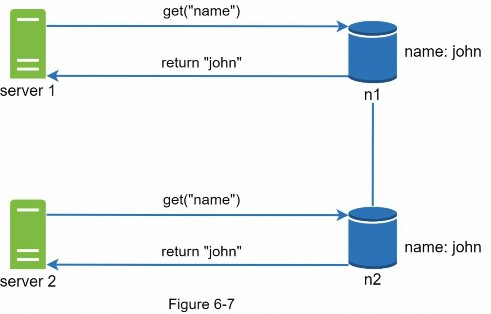 get("name")
name: john
return "john"
server 1
n1
get("name")
name: john
return "john"
server 2
n2
Figure 6-7